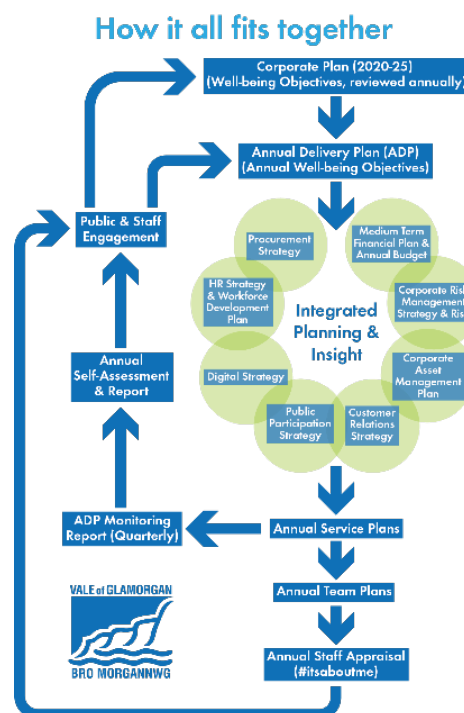 How it all fits together
Corporate Plan (2020-25)
(Well-being Objectives, reviewed annually)
Annual Delivery Plan (ADP)
(Annual Well-being Objectives)
Public & Staff
Engagement
Procurement
Strategy
Medium Term
Financial Plan &
Annual Budget
HR Strategy
& Workforce
Development
Plan
Integrated
Planning &
Insight
Corporate Risk
Management
Strategy & Risk
Annual
Self-Assessment
& Report
Digital Strategy
Corporate
Asset
Management
Plan
Public
Participation
Strategy
Customer
Relations
Strategy
ADP Monitoring
Report (Quarterly)
Annual Service Plans
Annual Team Plans
VALE of GLAMORGAN
BRO MORGANNWG
Annual Staff Appraisal
(#itsaboutme)